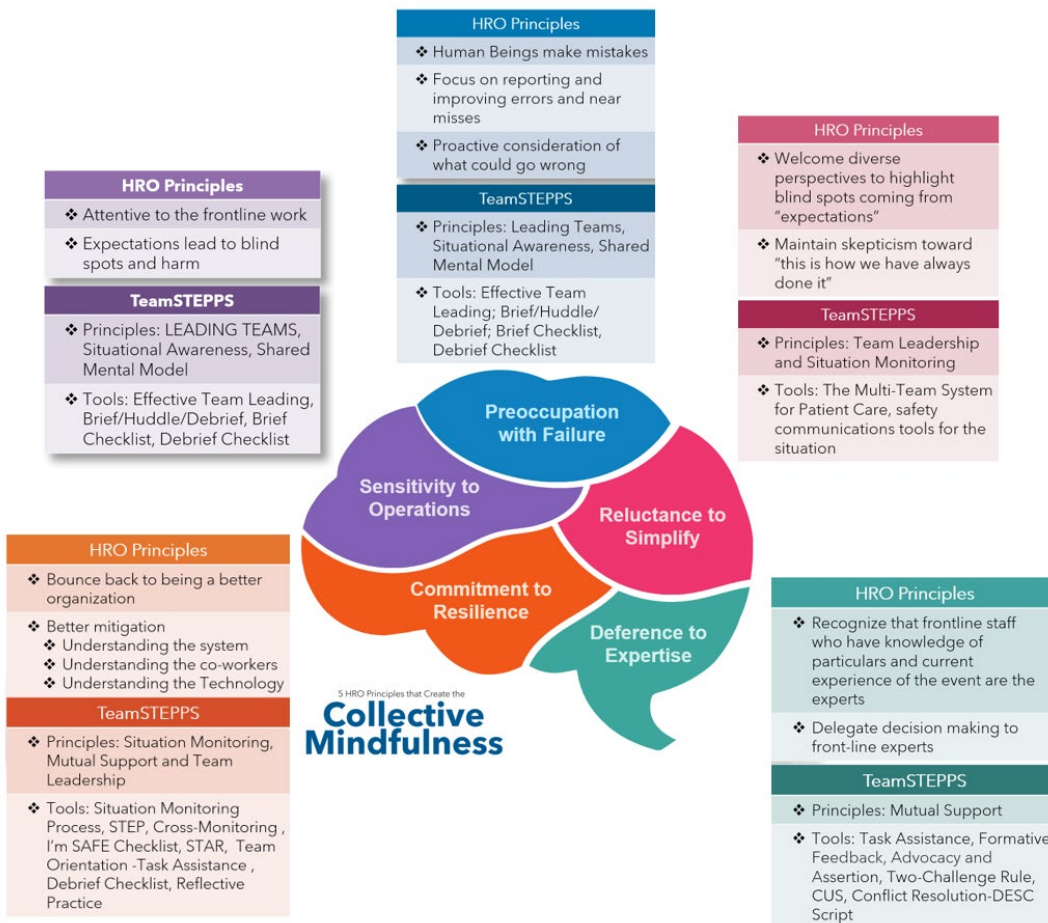 HRO Principles
❖ Human Beings make mistakes
❖ Focus on reporting and
improving errors and near
misses
❖ Proactive consideration of
what could go wrong
TeamSTEPPS
❖ Principles: Leading Teams,
Situational Awareness, Shared
Mental Model
❖ Tools: Effective Team
Leading; Brief/Huddle/
Debrief; Brief Checklist,
Debrief Checklist
HRO Principles
❖ Attentive to the frontline work
❖ Expectations lead to blind
spots and harm
TeamSTEPPS
❖ Principles: LEADING TEAMS,
Situational Awareness, Shared
Mental Model
❖ Tools: Effective Team Leading,
Brief/Huddle/Debrief, Brief
Checklist, Debrief Checklist
HRO Principles
❖ Welcome diverse
perspectives to highlight
blind spots coming from
“expectations”
❖ Maintain skepticism toward
“this is how we have always
done it”
TeamSTEPPS
❖ Principles: Team Leadership
and Situation Monitoring
❖ Tools: The Multi-Team System
for Patient Care, safety
communications tools for the
situation
Preoccupation
with Failure
Sensitivity to
Operations
Reluctance to
Simplify
Commitment to
Resilience
Deference to
Expertise
5 HRO Principles that Create the
Collective
Mindfulness
HRO Principles
❖ Bounce back to being a better
organization
❖ Better mitigation
❖ Understanding the system
❖ Understanding the co-workers
❖ Understanding the Technology
TeamSTEPPS
❖ Principles: Situation Monitoring,
Mutual Support and Team
Leadership
❖ Tools: Situation Monitoring
Process, STEP, Cross-Monitoring ,
I’m SAFE Checklist, STAR, Team
Orientation -Task Assistance ,
Debrief Checklist, Reflective
Practice
HRO Principles
❖ Recognize that frontline staff
who have knowledge of
particulars and current
experience of the event are the
experts
❖ Delegate decision making to
front-line experts
TeamSTEPPS
❖ Principles: Mutual Support
❖ Tools: Task Assistance, Formative
Feedback, Advocacy and
Assertion, Two-Challenge Rule,
CUS, Conflict Resolution-DESC
Script